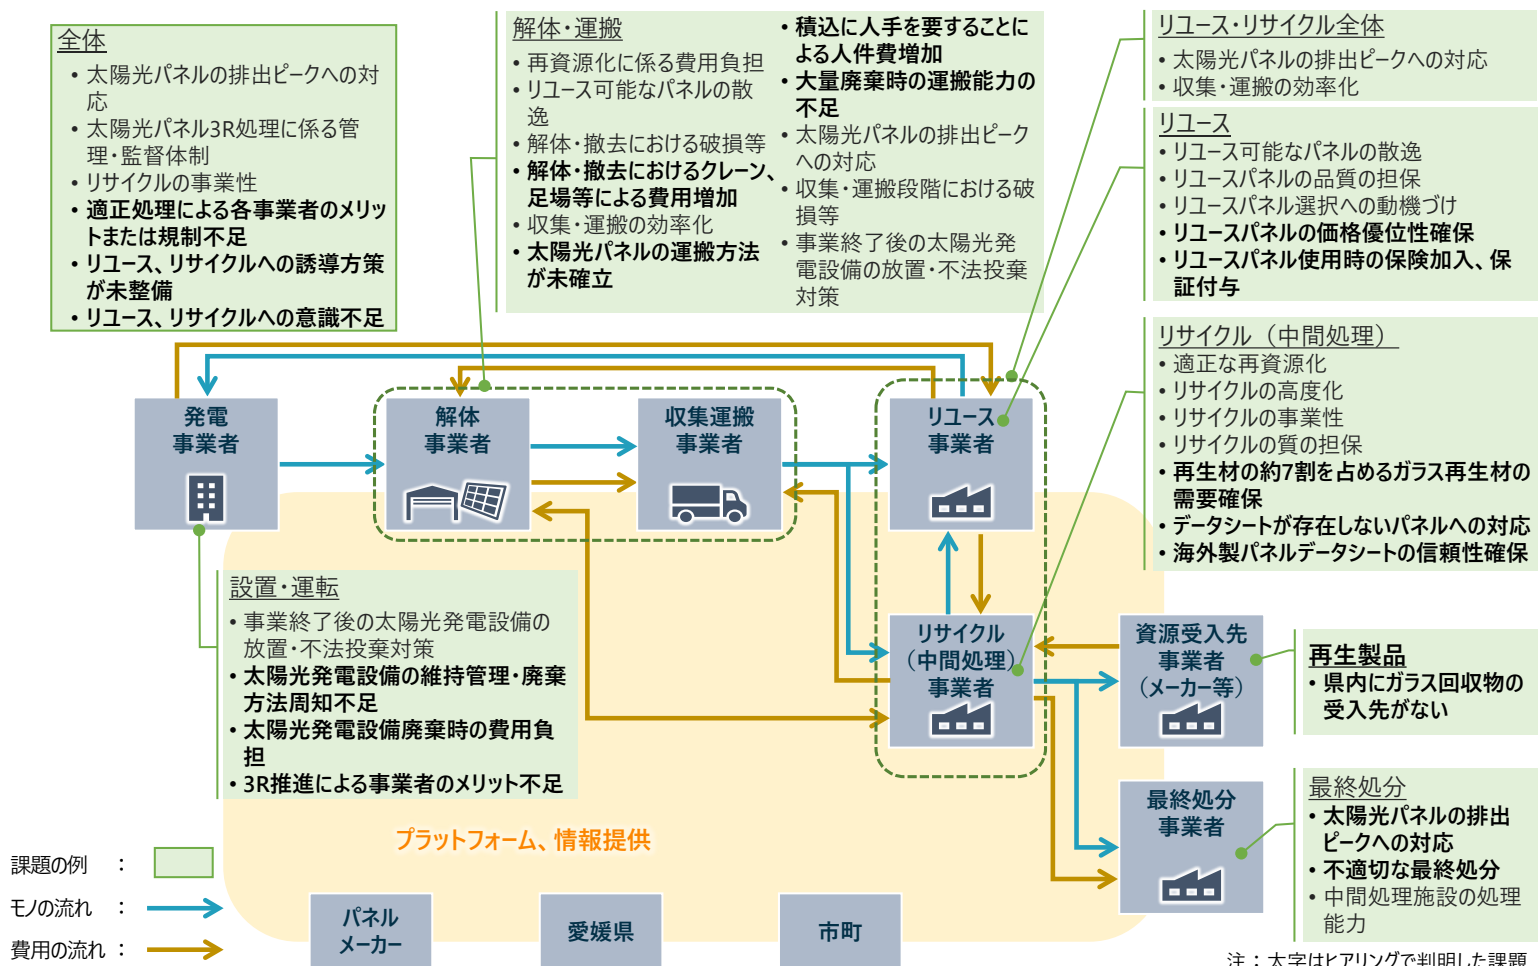 全体
• 太陽光パネルの排出ピークへの対
応
• 太陽光パネル3R処理に係る管
理・監督体制
• リサイクルの事業性
• 適正処理による各事業者のメリッ
トまたは規制不足
• リユース、リサイクルへの誘導方策
が未整備
• リユース、リサイクルへの意識不足
解体・運搬
• 再資源化に係る費用負担
• リユース可能なパネルの散
逸
• 解体・撤去における破損等
• 解体・撤去におけるクレーン、
足場等による費用増加
• 収集・運搬の効率化
• 太陽光パネルの運搬方法
が未確立
• 積込に人手を要することに
よる人件費増加
• 大量廃棄時の運搬能力の
不足
• 太陽光パネルの排出ピーク
への対応
• 収集・運搬段階における破
損等
• 事業終了後の太陽光発
電設備の放置・不法投棄
対策
リユース・リサイクル全体
• 太陽光パネルの排出ピークへの対応
• 収集・運搬の効率化
リユース
• リユース可能なパネルの散逸
• リユースパネルの品質の担保
• リユースパネル選択への動機づけ
• リユースパネルの価格優位性確保
• リユースパネル使用時の保険加入、保
証付与
リサイクル（中間処理）
• 適正な再資源化
• リサイクルの高度化
• リサイクルの事業性
• リサイクルの質の担保
• 再生材の約7割を占めるガラス再生材の
需要確保
• データシートが存在しないパネルへの対応
• 海外製パネルデータシートの信頼性確保
発電
事業者
解体
事業者
収集運搬
事業者
リユース
事業者
設置・運転
• 事業終了後の太陽光発電設備の
放置・不法投棄対策
• 太陽光発電設備の維持管理・廃棄
方法周知不足
• 太陽光発電設備廃棄時の費用負
担
• 3R推進による事業者のメリット不足
リサイクル
（中間処理）
事業者
資源受入先
事業者
（メーカー等）
再生製品
• 県内にガラス回収物の
受入先がない
最終処分
事業者
最終処分
• 太陽光パネルの排出
ピークへの対応
• 不適切な最終処分
• 中間処理施設の処理
能力
プラットフォーム、情報提供
課題の例 ：
モノの流れ ：
費用の流れ ：
パネル
メーカー
愛媛県
市町
注：太字はヒアリングで判明した課題